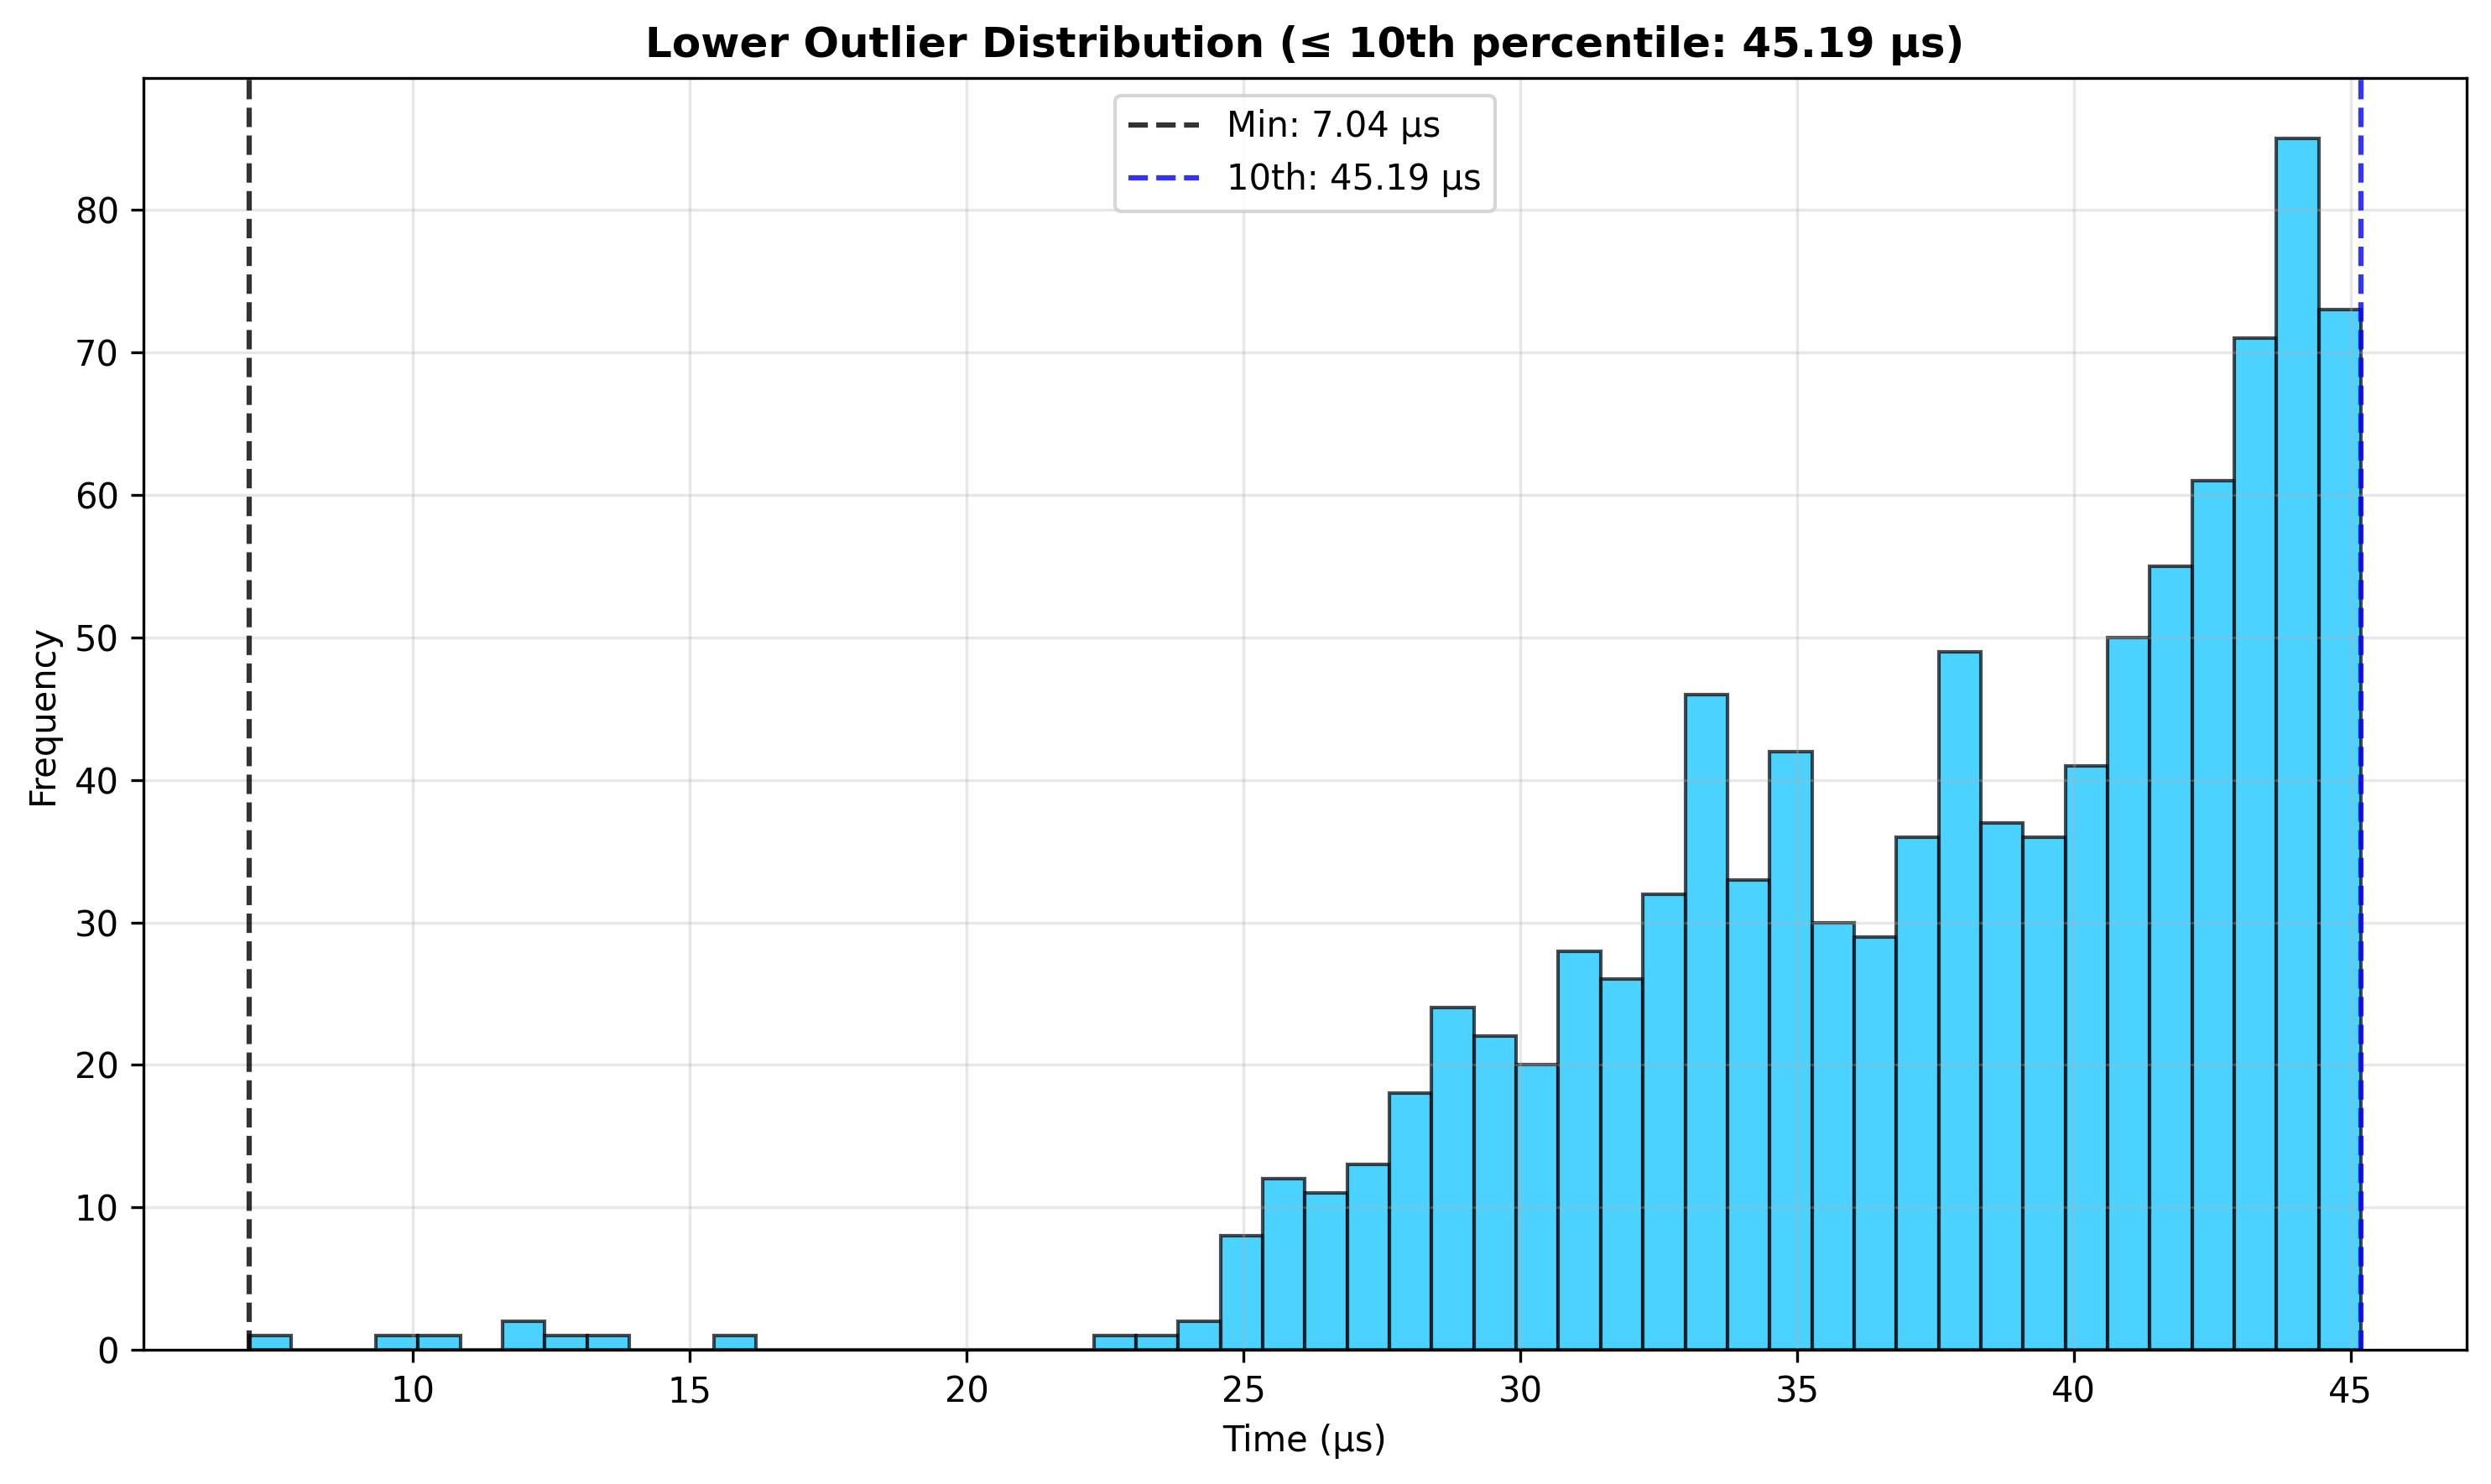 Lower Outlier Distribution (≤ 10th percentile: 45.19 µs)
Min: 7.04 µs
10th: 45.19 µs
Frequency
80
70
60
50
40
30
20
10
0
10 15 20 25 30 35 40 45
Time (µs)